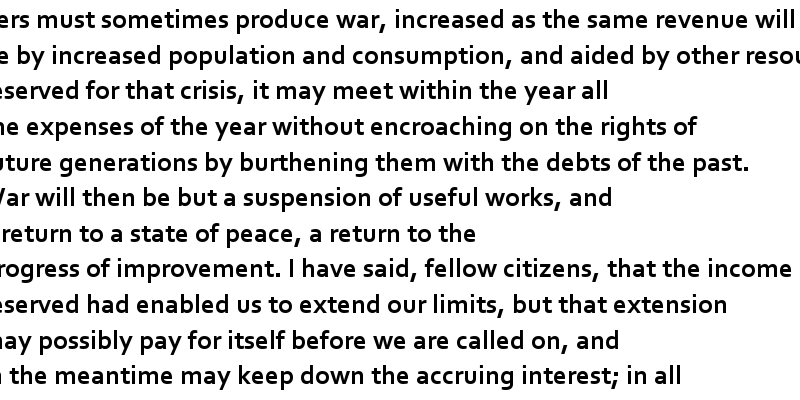 ers must sometimes produce war, increased as the same revenue will
e by increased population and consumption, and aided by other resou
eserved for that crisis, it may meet within the year all
he expenses of the year without encroaching on the rights of
uture generations by burthening them with the debts of the past.
War will then be but a suspension of useful works, and
return to a state of peace, a return to the
rogress of improvement. I have said, fellow citizens, that the income
eserved had enabled us to extend our limits, but that extension
may possibly pay for itself before we are called on, and
the meantime may keep down the accruing interest; in all